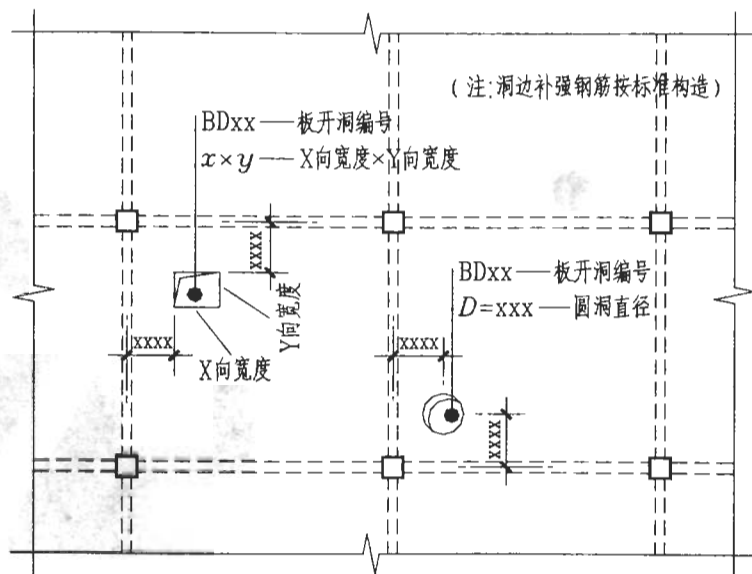 (注:洞边补强钢筋按标准构造)
BDxx — 板开洞编号
x×y — X向宽度×Y向宽度
xxxx
Y向宽度
xxxx
X向宽度
BDxx — 板开洞编号
D=xxx — 圆洞直径
xxxx
xxxx